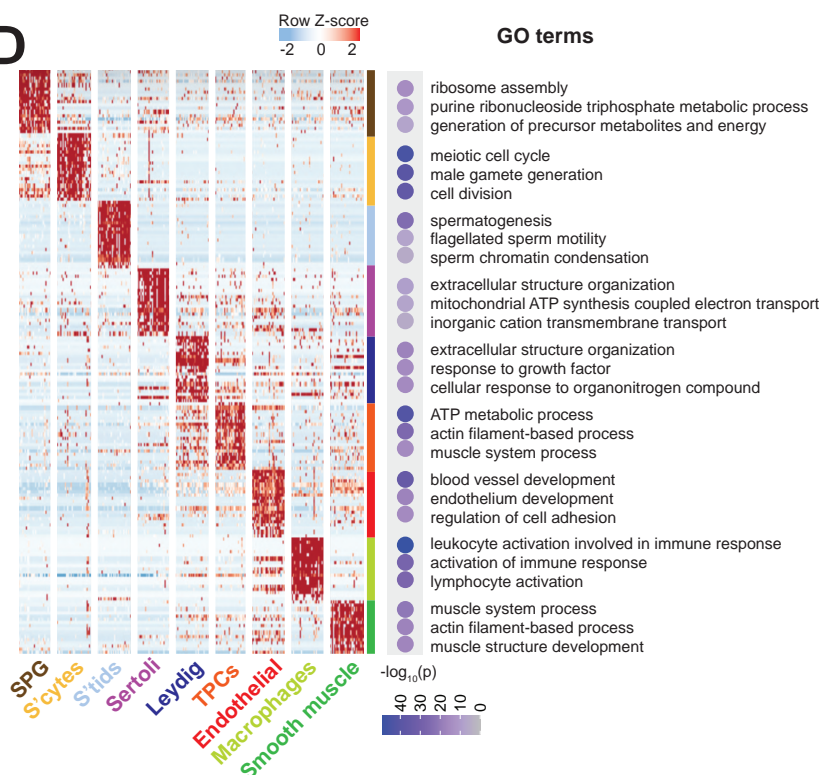 D
Row Z-score
-2 0 2
GO terms
ribosome assembly
purine ribonucleoside triphosphate metabolic process
generation of precursor metabolites and energy
meiotic cell cycle
male gamete generation
cell division
spermatogenesis
flagellated sperm motility
sperm chromatin condensation
extracellular structure organization
mitochondrial ATP synthesis coupled electron transport
inorganic cation transmembrane transport
extracellular structure organization
response to growth factor
cellular response to organonitrogen compound
ATP metabolic process
actin filament-based process
muscle system process
blood vessel development
endothelium development
regulation of cell adhesion
leukocyte activation involved in immune response
activation of immune response
lymphocyte activation
muscle system process
actin filament-based process
muscle structure development
SPG
S'cytes
S'tids
Sertoli
Leydig
TPCs
Endothelial
Macrophages
Smooth muscle
-log10(p)
40 30 20 10 0